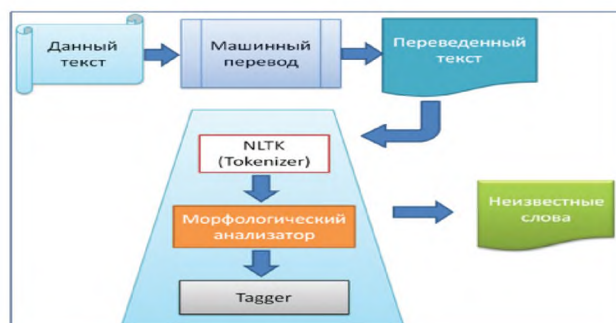 Данный
текст
Машинный
перевод
Переведенный
текст
NLTK
(Tokenizer)
Морфологический
анализатор
Неизвестные
слова
Tagger